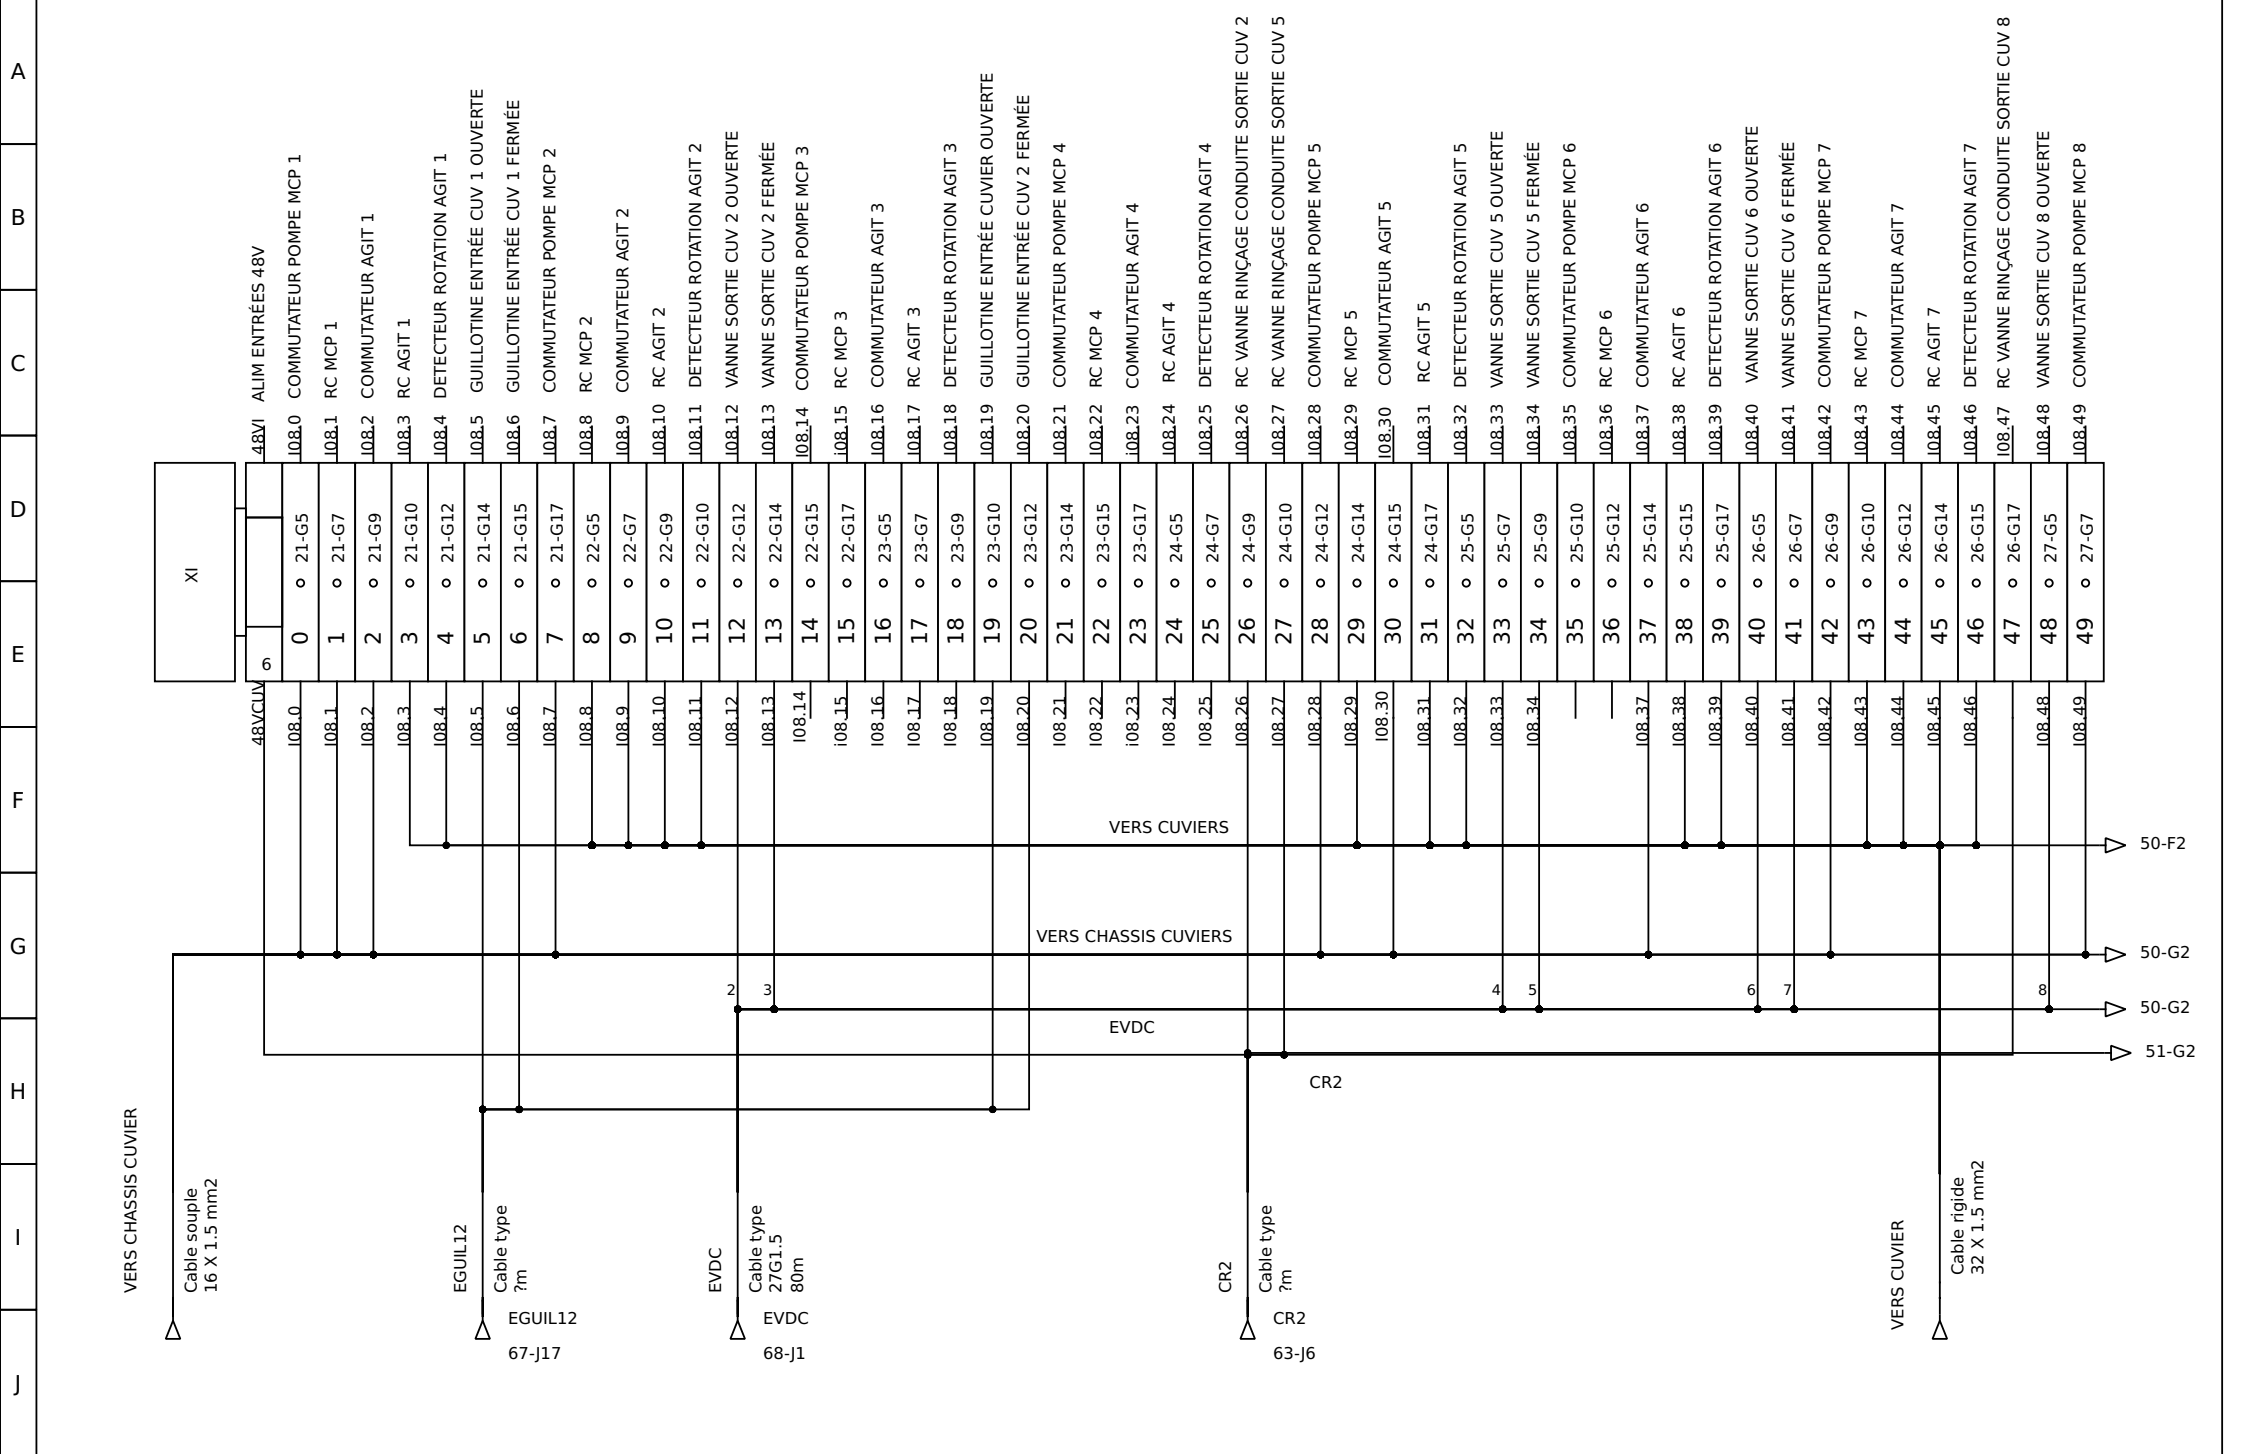 A
B
C
D
E
F
G
H
I
J
XI
48VI ALIM ENTRÉES 48V
I08.0 COMMUTATEUR POMPE MCP 1
I08.1 RC MCP 1
I08.2 COMMUTATEUR AGIT 1
I08.3 RC AGIT 1
I08.4 DETECTEUR ROTATION AGIT 1
I08.5 GUILLOTINE ENTRÉE CUV 1 OUVERTE
I08.6 GUILLOTINE ENTRÉE CUV 1 FERMÉE
I08.7 COMMUTATEUR POMPE MCP 2
I08.8 RC MCP 2
I08.9 COMMUTATEUR AGIT 2
I08.10 RC AGIT 2
I08.11 DETECTEUR ROTATION AGIT 2
I08.12 VANNE SORTIE CUV 2 OUVERTE
I08.13 VANNE SORTIE CUV 2 FERMÉE
I08.14 COMMUTATEUR POMPE MCP 3
i08.15 RC MCP 3
I08.16 COMMUTATEUR AGIT 3
I08.17 RC AGIT 3
I08.18 DETECTEUR ROTATION AGIT 3
I08.19 GUILLOTINE ENTRÉE CUVIER OUVERTE
I08.20 GUILLOTINE ENTRÉE CUV 2 FERMÉE
I08.21 COMMUTATEUR POMPE MCP 4
I08.22 RC MCP 4
i08.23 COMMUTATEUR AGIT 4
I08.24 RC AGIT 4
I08.25 DETECTEUR ROTATION AGIT 4
I08.26 RC VANNE RINÇAGE CONDUITE SORTIE CUV 2
I08.27 RC VANNE RINÇAGE CONDUITE SORTIE CUV 5
I08.28 COMMUTATEUR POMPE MCP 5
I08.29 RC MCP 5
I08.30 COMMUTATEUR AGIT 5
I08.31 RC AGIT 5
I08.32 DETECTEUR ROTATION AGIT 5
I08.33 VANNE SORTIE CUV 5 OUVERTE
I08.34 VANNE SORTIE CUV 5 FERMÉE
I08.35 COMMUTATEUR POMPE MCP 6
I08.36 RC MCP 6
I08.37 COMMUTATEUR AGIT 6
I08.38 RC AGIT 6
I08.39 DETECTEUR ROTATION AGIT 6
I08.40 VANNE SORTIE CUV 6 OUVERTE
I08.41 VANNE SORTIE CUV 6 FERMÉE
I08.42 COMMUTATEUR POMPE MCP 7
I08.43 RC MCP 7
I08.44 COMMUTATEUR AGIT 7
I08.45 RC AGIT 7
I08.46 DETECTEUR ROTATION AGIT 7
I08.47 RC VANNE RINÇAGE CONDUITE SORTIE CUV 8
I08.48 VANNE SORTIE CUV 8 OUVERTE
I08.49 COMMUTATEUR POMPE MCP 8
6
0 21-G5
1 21-G7
2 21-G9
3 21-G10
4 21-G12
5 21-G14
6 21-G15
7 21-G17
8 22-G5
9 22-G7
10 22-G9
11 22-G10
12 22-G12
13 22-G14
14 22-G15
15 22-G17
16 23-G5
17 23-G7
18 23-G9
19 23-G10
20 23-G12
21 23-G14
22 23-G15
23 23-G17
24 24-G5
25 24-G7
26 24-G9
27 24-G10
28 24-G12
29 24-G14
30 24-G15
31 24-G17
32 25-G5
33 25-G7
34 25-G9
35 25-G10
36 25-G12
37 25-G14
38 25-G15
39 25-G17
40 26-G5
41 26-G7
42 26-G9
43 26-G10
44 26-G12
45 26-G14
46 26-G15
47 26-G17
48 27-G5
49 27-G7
48VCUV
I08.0
I08.1
I08.2
I08.3
I08.4
I08.5
I08.6
I08.7
I08.8
I08.9
I08.10
I08.11
I08.12
I08.13
I08.14
i08.15
I08.16
I08.17
I08.18
I08.19
I08.20
I08.21
I08.22
i08.23
I08.24
I08.25
I08.26
I08.27
I08.28
I08.29
I08.30
I08.31
I08.32
I08.33
I08.34
I08.37
I08.38
I08.39
I08.40
I08.41
I08.42
I08.43
I08.44
I08.45
I08.46
I08.48
I08.49
VERS CUVIERS
50-F2
VERS CHASSIS CUVIERS
50-G2
2
3
4
5
6
7
8
50-G2
EVDC
51-G2
CR2
VERS CHASSIS CUVIER
Cable souple
16 X 1.5 mm2
EGUIL12
Cable type
?m
EGUIL12
67-J17
EVDC
Cable type
27G1.5
80m
EVDC
68-J1
CR2
Cable type
?m
CR2
63-J6
VERS CUVIER
Cable rigide
32 X 1.5 mm2